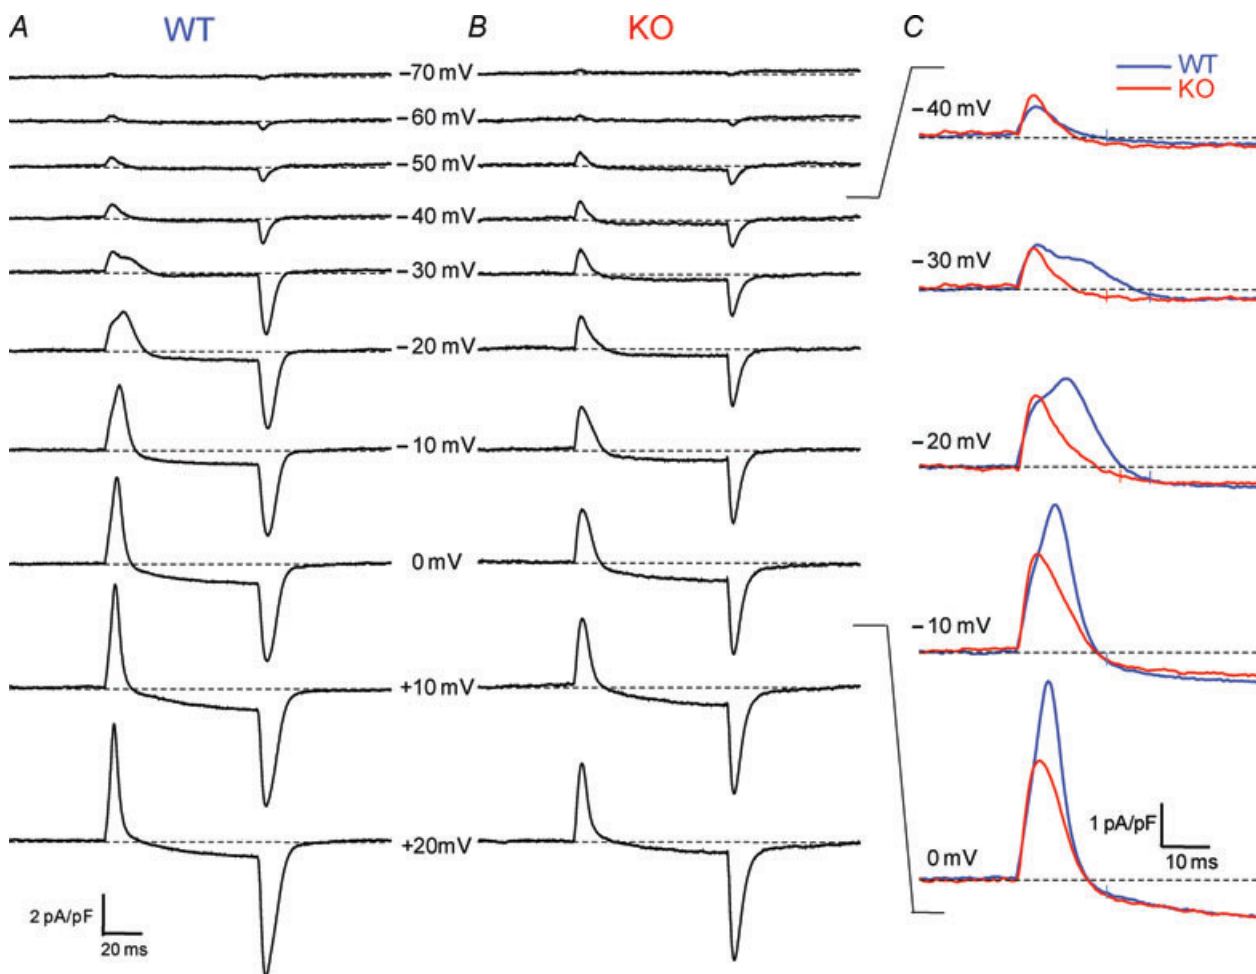 A WT B KO C
WT
KO
−70 mV
−60 mV
−50 mV
−40 mV
−30 mV
−20 mV
−10 mV
0 mV
+10 mV
+20mV
2 pA/pF
20 ms
−40 mV
−30 mV
−20 mV
−10 mV
0 mV
1 pA/pF
10 ms